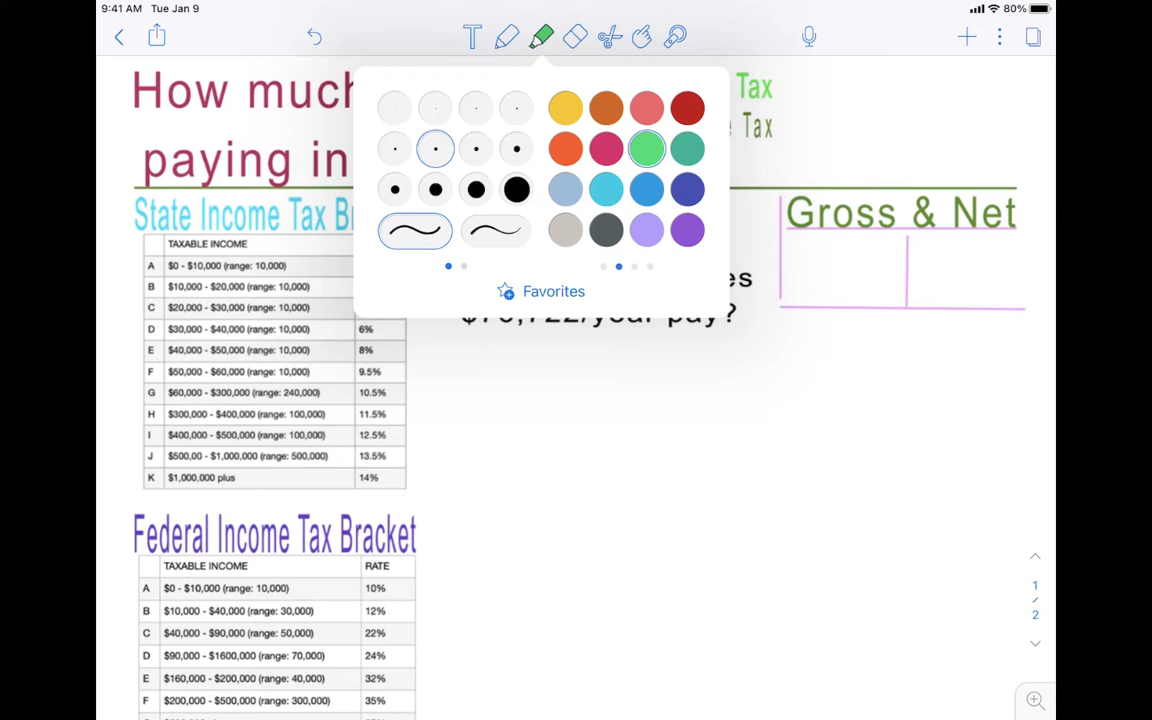 9:41 AM Tue Jan 9
80%
How much
Tax
paying in
Tax
State Income Tax B
Gross & Net
TAXABLE INCOME
A $0 - $10,000 (range: 10,000)
B $10,000 - $20,000 (range: 10,000)
C $20,000 - $30,000 (range: 10,000)
D $30,000 - $40,000 (range: 10,000) 6%
E $40,000 - $50,000 (range: 10,000) 8%
F $50,000 - $60,000 (range: 10,000) 9.5%
G $60,000 - $300,000 (range: 240,000) 10.5%
H $300,000 - $400,000 (range: 100,000) 11.5%
I $400,000 - $500,000 (range: 100,000) 12.5%
J $500,00 - $1,000,000 (range: 500,000) 13.5%
K $1,000,000 plus 14%
Favorites
es
/year pay?
Federal Income Tax Bracket
TAXABLE INCOME RATE
A $0 - $10,000 (range: 10,000) 10%
B $10,000 - $40,000 (range: 30,000) 12%
C $40,000 - $90,000 (range: 50,000) 22%
D $90,000 - $1600,000 (range: 70,000) 24%
E $160,000 - $200,000 (range: 40,000) 32%
F $200,000 - $500,000 (range: 300,000) 35%
1
/
2